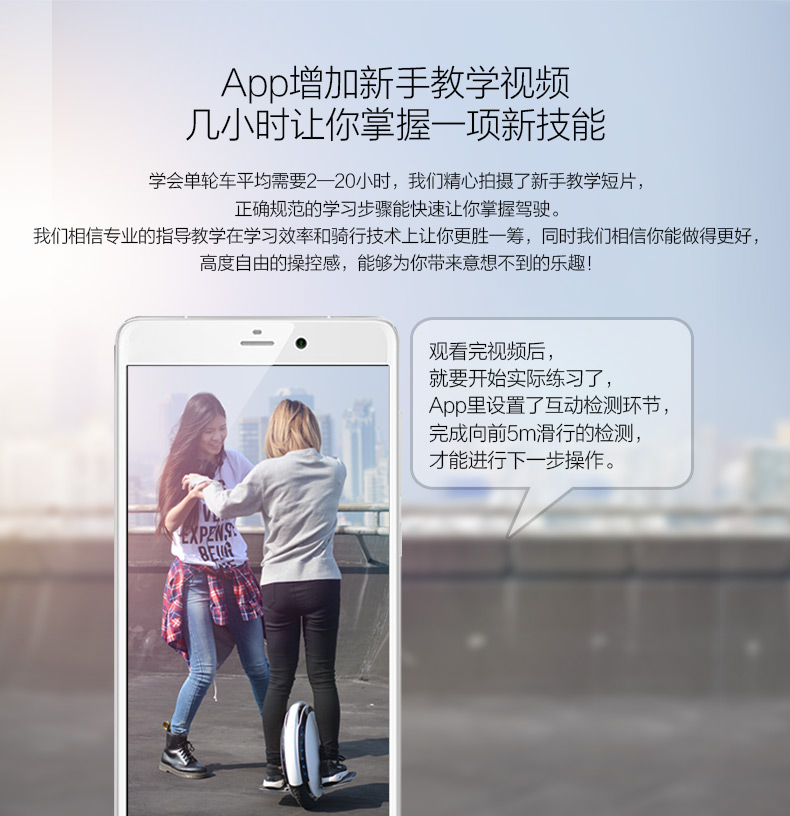 App增加新手教学视频
几小时让你掌握一项新技能
学会单轮车平均需要2—20小时，我们精心拍摄了新手教学短片，
正确规范的学习步骤能快速让你掌握驾驶。
我们相信专业的指导教学在学习效率和骑行技术上让你更胜一筹，同时我们相信你能做得更好，
高度自由的操控感，能够为你带来意想不到的乐趣！
观看完视频后，
就要开始实际练习了，
App里设置了互动检测环节，
完成向前5m滑行的检测，
才能进行下一步操作。
EXPENS
BEING